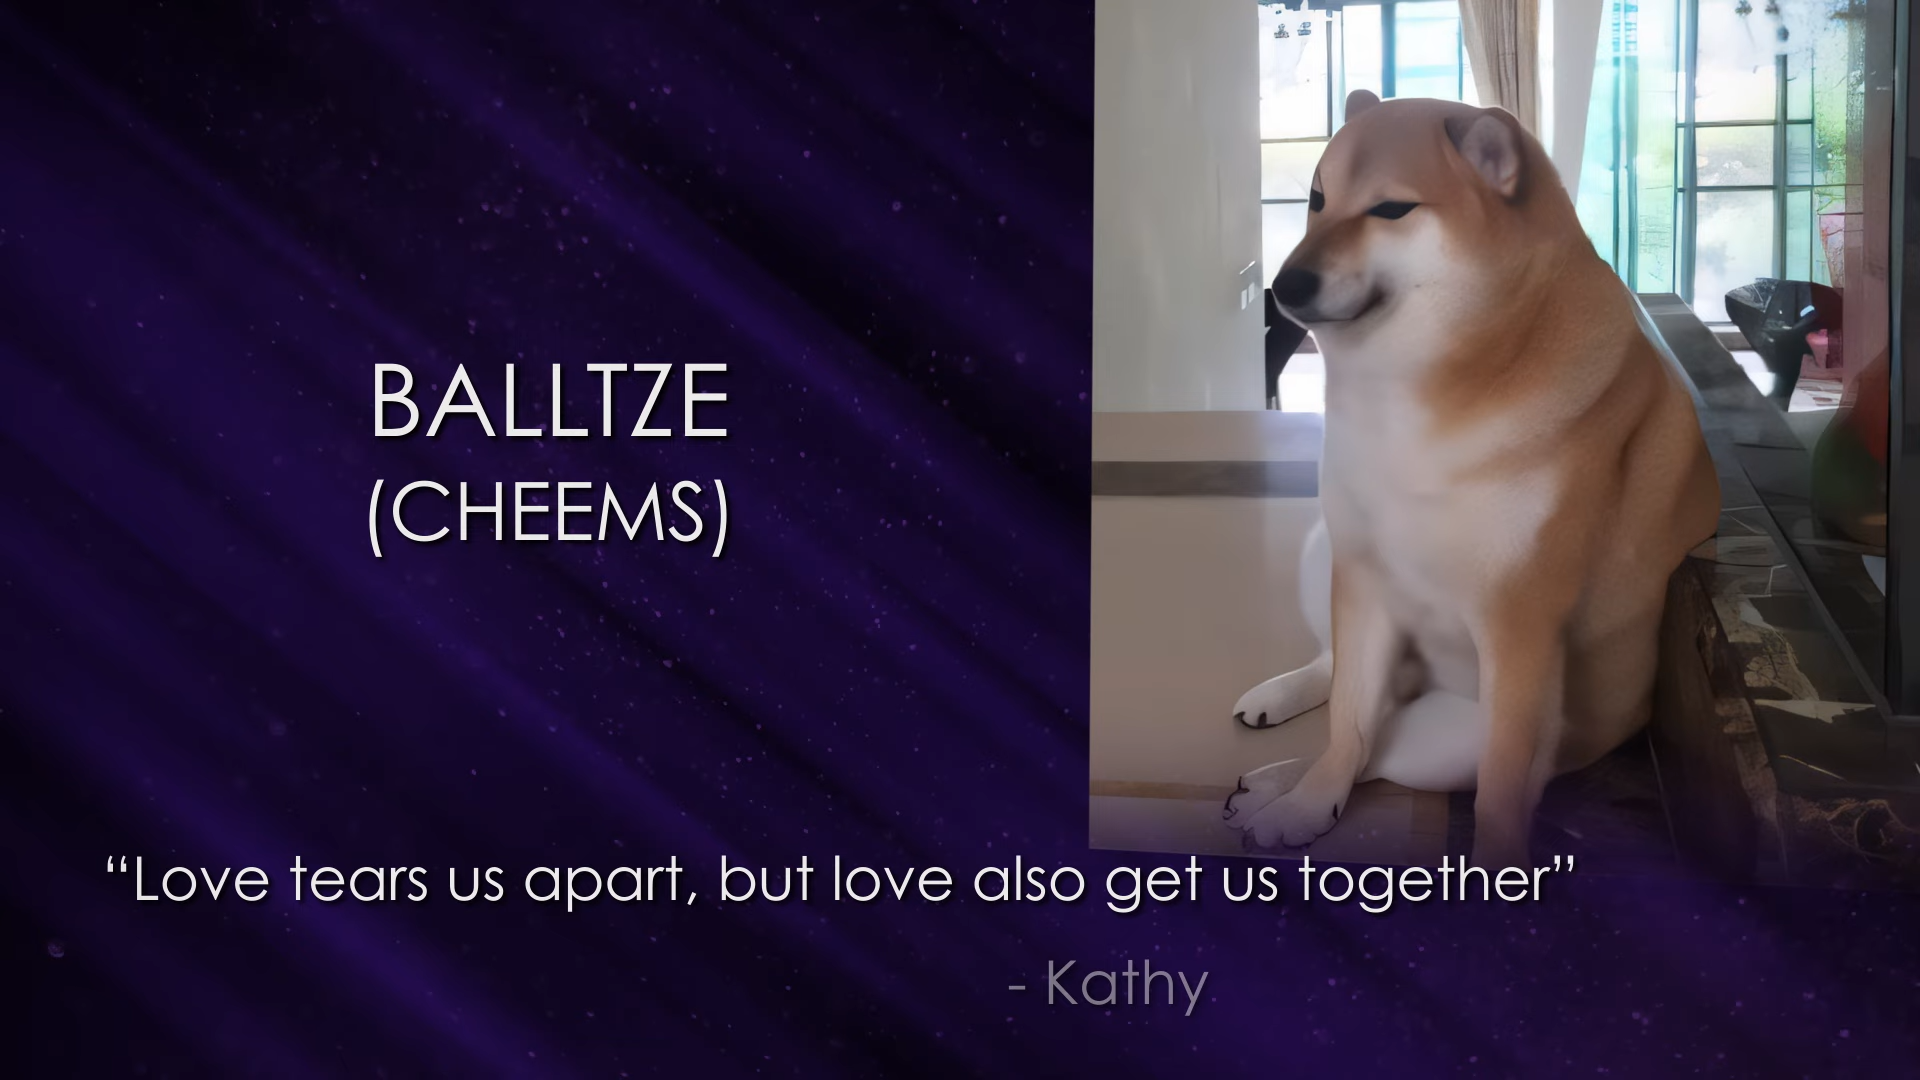 BALLTZE
(CHEEMS)
“Love tears us apart, but love also get us together”
- Kathy